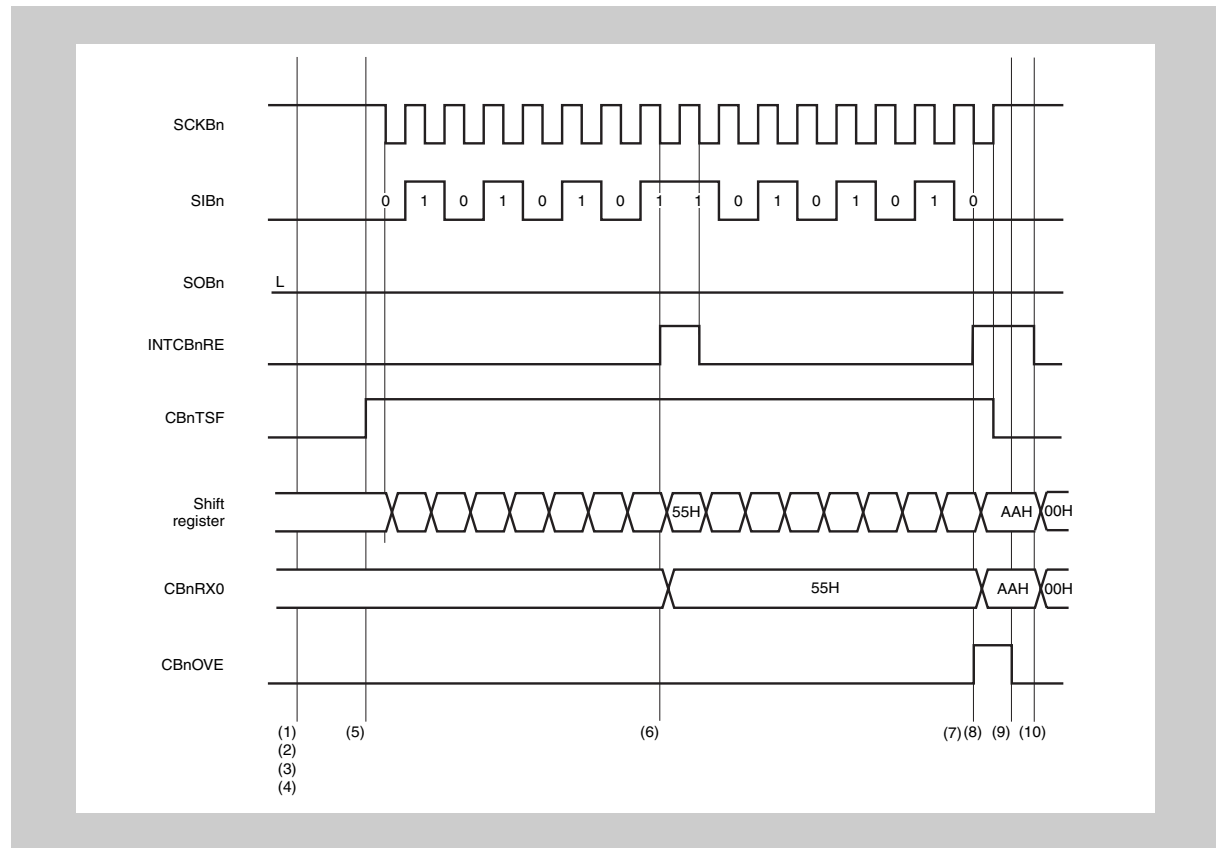 SCKBn
SIBn
0 1 0 1 0 1 0 1 1 0 1 0 1 0 1 0
SOBn
L
INTCBnRE
CBnTSF
Shift
register
55H
AAH
00H
CBnRX0
55H
AAH
00H
CBnOVE
(1) (5) (6) (7) (8) (9) (10)
(2)
(3)
(4)